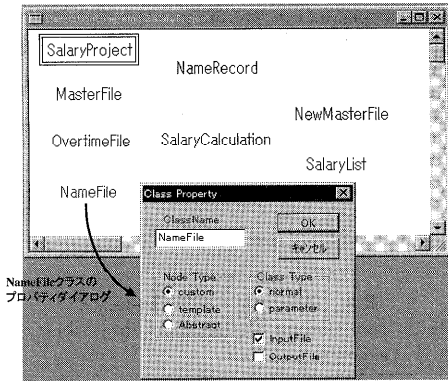 SalaryProject
NameRecord
MasterFile
NewMasterFile
OvertimeFile
SalaryCalculation
SalaryList
NameFile
Class Property
ClassName
NameFile
OK
キャンセル
Node Type
custom
template
Abstract
Class Type
normal
parameter
InputFile
OutputFile
NameFileクラスの
プロパティダイアログ